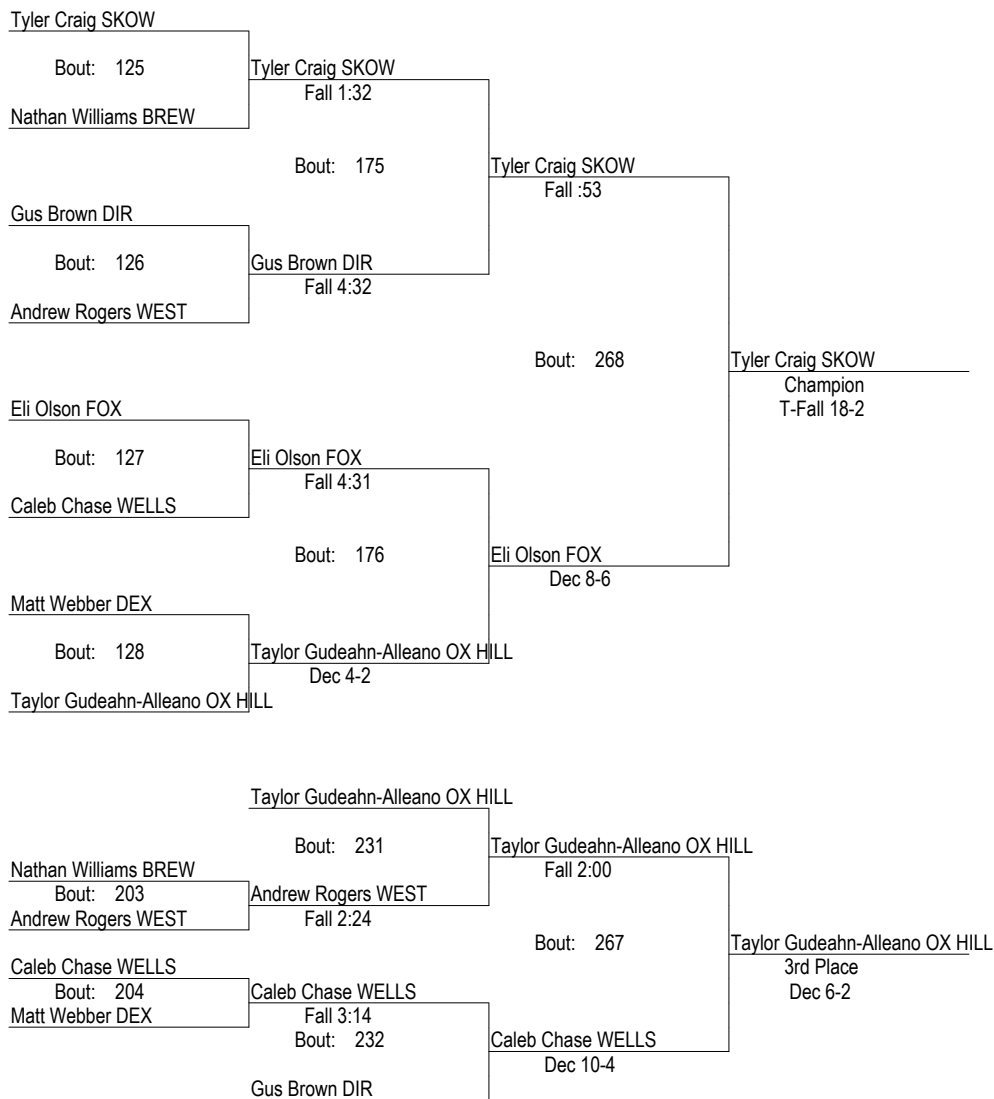 Tyler Craig SKOW
Bout: 125
Tyler Craig SKOW
Fall 1:32
Nathan Williams BREW
Bout: 175
Tyler Craig SKOW
Fall :53
Gus Brown DIR
Bout: 126
Gus Brown DIR
Fall 4:32
Andrew Rogers WEST
Bout: 268
Tyler Craig SKOW
Champion
T-Fall 18-2
Eli Olson FOX
Bout: 127
Eli Olson FOX
Fall 4:31
Caleb Chase WELLS
Bout: 176
Eli Olson FOX
Dec 8-6
Matt Webber DEX
Bout: 128
Taylor Gudeahn-Alleano OX HILL
Dec 4-2
Taylor Gudeahn-Alleano OX HILL
Taylor Gudeahn-Alleano OX HILL
Bout: 231
Taylor Gudeahn-Alleano OX HILL
Fall 2:00
Nathan Williams BREW
Bout: 203
Andrew Rogers WEST
Andrew Rogers WEST
Fall 2:24
Bout: 267
Taylor Gudeahn-Alleano OX HILL
3rd Place
Dec 6-2
Caleb Chase WELLS
Bout: 204
Caleb Chase WELLS
Matt Webber DEX
Fall 3:14
Bout: 232
Caleb Chase WELLS
Dec 10-4
Gus Brown DIR